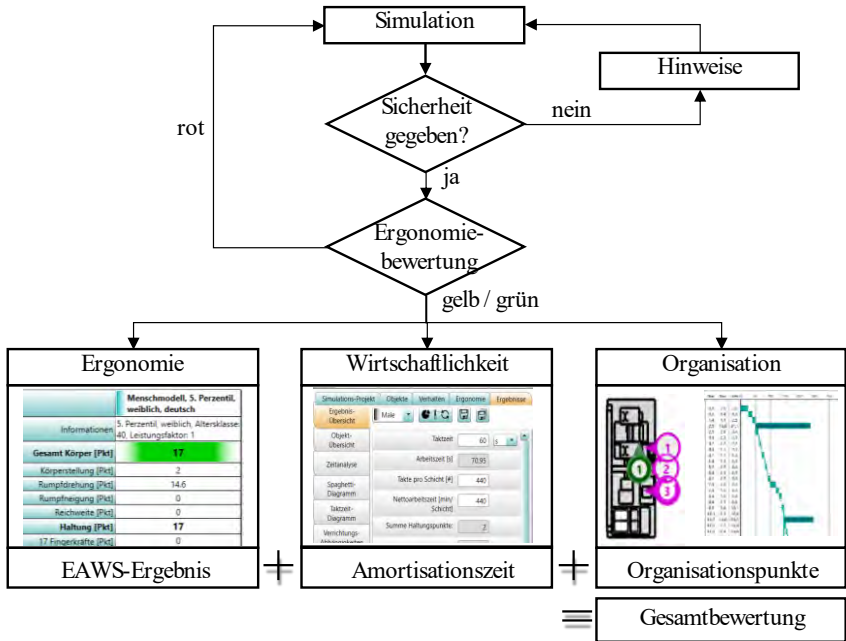 Simulation
Hinweise
Sicherheit
gegeben?
nein
rot
ja
Ergonomie-
bewertung
gelb / grün
Ergonomie
Menschmodell, 5. Perzentil,
weiblich, deutsch
Informationen
5. Perzentil, weiblich, Altersklasse:
40, Leistungsfaktor: 1
Gesamt Körper [Pkt] 17
Körperstellung [Pkt] 2
Rumpfdrehung [Pkt] 14.6
Rumpfneigung [Pkt] 0
Reichweite [Pkt] 0
Haltung [Pkt] 17
17 Fingerkräfte [Pkt] 0
EAWS-Ergebnis
+
Wirtschaftlichkeit
Simulations-Projekt Objekte Verhalten Ergonomie Ergebnisse
Ergebnis-
Übersicht
Male
Objekt-
Übersicht
Zeitanalyse
Spaghetti-
Diagramm
Taktzeit-
Diagramm
Verrichtungs-
Taktzeit 60 s
Arbeitszeit [s] 70,95
Takte pro Schicht [#] 440
Nettoarbeitszeit [min/
Schicht] 440
Summe Haltungspunkte: 2
Amortisationszeit
+
Organisation
1
1
2
3
Organisationspunkte
=
Gesamtbewertung